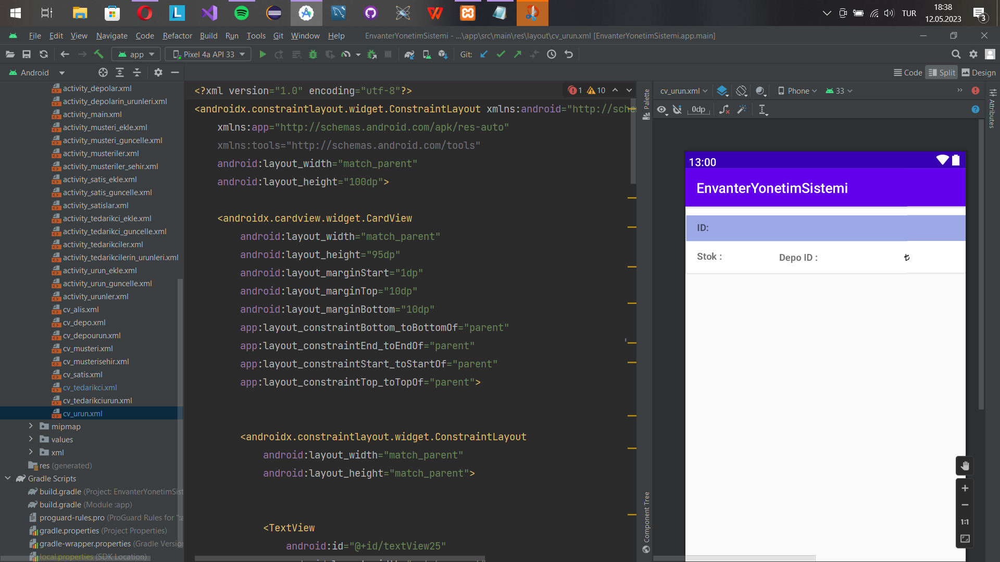 18:38
TUR
12.05.2023
3
File Edit View Navigate Code Refactor Build Run Tools Git Window Help EnvanterYonetimSistemi - ...\app\src\main\res\layout\cv_urun.xml [EnvanterYonetimSistemi.app.main]
app Pixel 4a API 33 Git:
Android Code Split Design
activity_depolar.xml
activity_depolarin_urunleri.xml
activity_main.xml
activity_musteri_ekle.xml
activity_musteri_guncelle.xml
activity_musteriler.xml
activity_musteriler_sehir.xml
activity_satis_ekle.xml
activity_satis_guncelle.xml
activity_satislar.xml
activity_tedarikci_ekle.xml
activity_tedarikci_guncelle.xml
activity_tedarikciler.xml
activity_tedarikcilerin_urunleri.xml
activity_urun_ekle.xml
activity_urun_guncelle.xml
activity_urunler.xml
cv_alis.xml
cv_depo.xml
cv_depourun.xml
cv_musteri.xml
cv_musterisehir.xml
cv_satis.xml
cv_tedarikci.xml
cv_tedarikciurun.xml
cv_urun.xml
mipmap
values
xml
res (generated)
Gradle Scripts
build.gradle (Project: EnvanterYonetimSist
build.gradle (Module :app)
proguard-rules.pro (ProGuard Rules for ":a
gradle.properties (Project Properties)
gradle-wrapper.properties (Gradle Version
local.properties (SDK Location)
<?xml version="1.0" encoding="utf-8"?>
1 10
<androidx.constraintlayout.widget.ConstraintLayout xmlns:android="http://sche
xmlns:app="http://schemas.android.com/apk/res-auto"
xmlns:tools="http://schemas.android.com/tools"
android:layout_width="match_parent"
android:layout_height="100dp">
<androidx.cardview.widget.CardView
android:layout_width="match_parent"
android:layout_height="95dp"
android:layout_marginStart="1dp"
android:layout_marginTop="10dp"
android:layout_marginBottom="10dp"
app:layout_constraintBottom_toBottomOf="parent"
app:layout_constraintEnd_toEndOf="parent"
app:layout_constraintStart_toStartOf="parent"
app:layout_constraintTop_toTopOf="parent">
<androidx.constraintlayout.widget.ConstraintLayout
android:layout_width="match_parent"
android:layout_height="match_parent">
<TextView
android:id="@+id/textView25"
Palette
Component Tree
cv_urun.xml Phone 33
0dp
Attributes
13:00
EnvanterYonetimSistemi
ID:
Stok : Depo ID : ₺
1:1